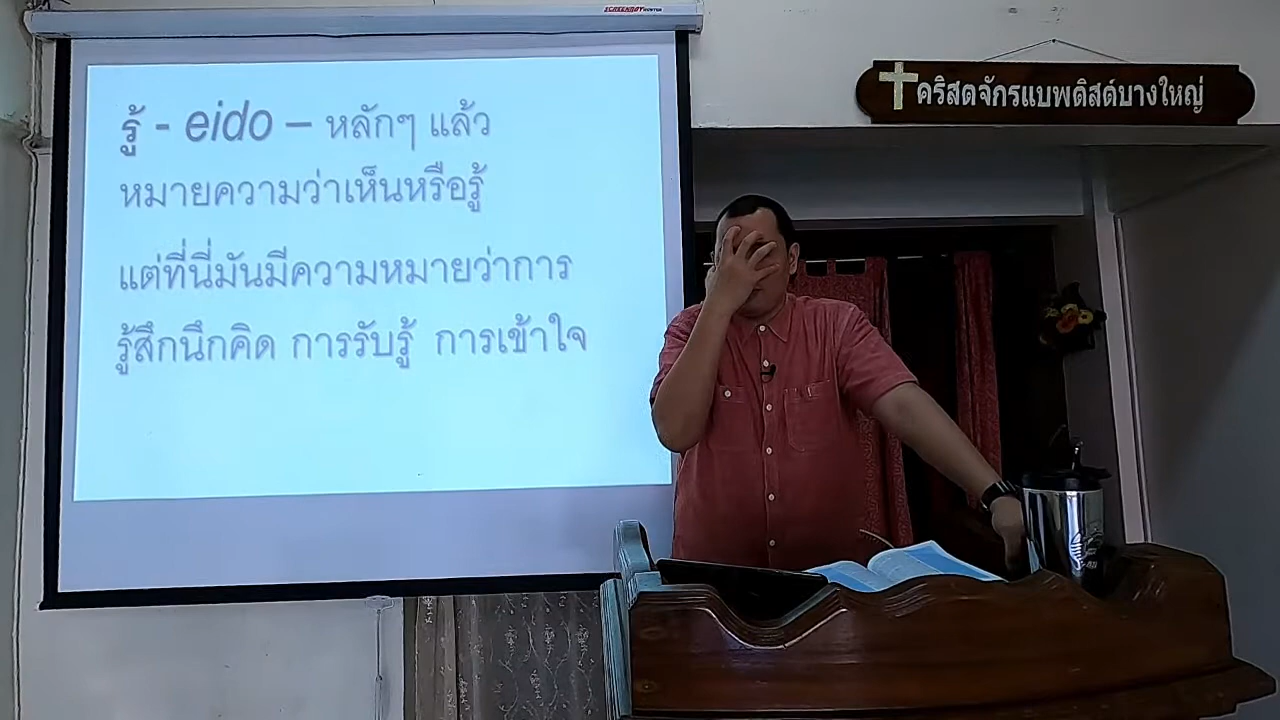 รู้ - eido – หลักๆ แล้ว
หมายความว่าเห็นหรือรู้
แต่ที่นี่มันมีความหมายว่าการ
รู้สึกนึกคิด การรับรู้ การเข้าใจ
คริสตจักรแบพติสต์บางใหญ่